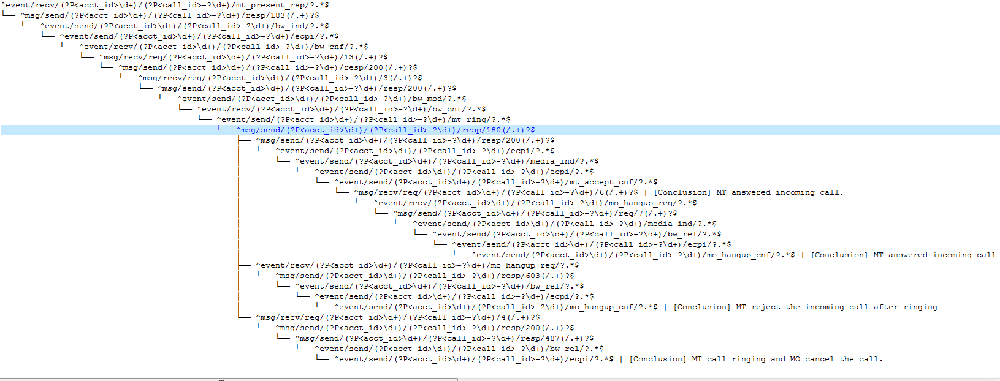 ^event/recv/(?P<acct_id>\d+)/(?P<call_id>-?\d+)/mt_present_rsp/?.*$
└── ^msg/send/(?P<acct_id>\d+)/(?P<call_id>-?\d+)/resp/183(/.+)?$
└── ^event/send/(?P<acct_id>\d+)/(?P<call_id>-?\d+)/bw_ind/?.*$
└── ^event/send/(?P<acct_id>\d+)/(?P<call_id>-?\d+)/ecpi/?.*$
└── ^event/recv/(?P<acct_id>\d+)/(?P<call_id>-?\d+)/bw_cnf/?.*$
└── ^msg/recv/req/(?P<acct_id>\d+)/(?P<call_id>-?\d+)/13(/.+)?$
└── ^msg/send/(?P<acct_id>\d+)/(?P<call_id>-?\d+)/resp/200(/.+)?$
└── ^msg/recv/req/(?P<acct_id>\d+)/(?P<call_id>-?\d+)/3(/.+)?$
└── ^msg/send/(?P<acct_id>\d+)/(?P<call_id>-?\d+)/resp/200(/.+)?$
└── ^event/send/(?P<acct_id>\d+)/(?P<call_id>-?\d+)/bw_mod/?.*$
└── ^event/recv/(?P<acct_id>\d+)/(?P<call_id>-?\d+)/bw_cnf/?.*$
└── ^event/send/(?P<acct_id>\d+)/(?P<call_id>-?\d+)/mt_ring/?.*$
└── ^msg/send/(?P<acct_id>\d+)/(?P<call_id>-?\d+)/resp/180(/.+)?$
├── ^msg/send/(?P<acct_id>\d+)/(?P<call_id>-?\d+)/resp/200(/.+)?$
│ └── ^event/send/(?P<acct_id>\d+)/(?P<call_id>-?\d+)/ecpi/?.*$
│ └── ^event/send/(?P<acct_id>\d+)/(?P<call_id>-?\d+)/media_ind/?.*$
│ └── ^event/send/(?P<acct_id>\d+)/(?P<call_id>-?\d+)/ecpi/?.*$
│ └── ^event/send/(?P<acct_id>\d+)/(?P<call_id>-?\d+)/mt_accept_cnf/?.*$
│ └── ^msg/recv/req/(?P<acct_id>\d+)/(?P<call_id>-?\d+)/6(/.+)?$ | [Conclusion] MT answered incoming call.
│ └── ^event/recv/(?P<acct_id>\d+)/(?P<call_id>-?\d+)/mo_hangup_req/?.*$
│ └── ^msg/send/(?P<acct_id>\d+)/(?P<call_id>-?\d+)/req/7(/.+)?$
│ └── ^event/send/(?P<acct_id>\d+)/(?P<call_id>-?\d+)/media_ind/?.*$
│ └── ^event/send/(?P<acct_id>\d+)/(?P<call_id>-?\d+)/bw_rel/?.*$
│ └── ^event/send/(?P<acct_id>\d+)/(?P<call_id>-?\d+)/ecpi/?.*$
│ └── ^event/send/(?P<acct_id>\d+)/(?P<call_id>-?\d+)/mo_hangup_cnf/?.*$ | [Conclusion] MT answered incoming call
├── ^event/recv/(?P<acct_id>\d+)/(?P<call_id>-?\d+)/mo_hangup_req/?.*$
│ └── ^msg/send/(?P<acct_id>\d+)/(?P<call_id>-?\d+)/resp/603(/.+)?$
│ └── ^event/send/(?P<acct_id>\d+)/(?P<call_id>-?\d+)/bw_rel/?.*$
│ └── ^event/send/(?P<acct_id>\d+)/(?P<call_id>-?\d+)/ecpi/?.*$
│ └── ^event/send/(?P<acct_id>\d+)/(?P<call_id>-?\d+)/mo_hangup_cnf/?.*$ | [Conclusion] MT reject the incoming call after ringing
└── ^msg/recv/req/(?P<acct_id>\d+)/(?P<call_id>-?\d+)/4(/.+)?$
└── ^msg/send/(?P<acct_id>\d+)/(?P<call_id>-?\d+)/resp/200(/.+)?$
└── ^msg/send/(?P<acct_id>\d+)/(?P<call_id>-?\d+)/resp/487(/.+)?$
└── ^event/send/(?P<acct_id>\d+)/(?P<call_id>-?\d+)/bw_rel/?.*$
└── ^event/send/(?P<acct_id>\d+)/(?P<call_id>-?\d+)/ecpi/?.*$ | [Conclusion] MT call ringing and MO cancel the call.